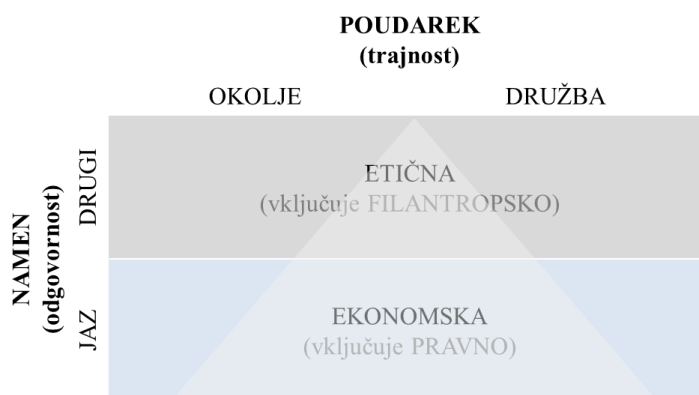 POUDAREK
(trajnost)
OKOLJE DRUŽBA
NAMEN
(odgovornost)
DRUGI
ETIČNA
(vključuje FILANTROPSKO)
JAZ
EKONOMSKA
(vključuje PRAVNO)